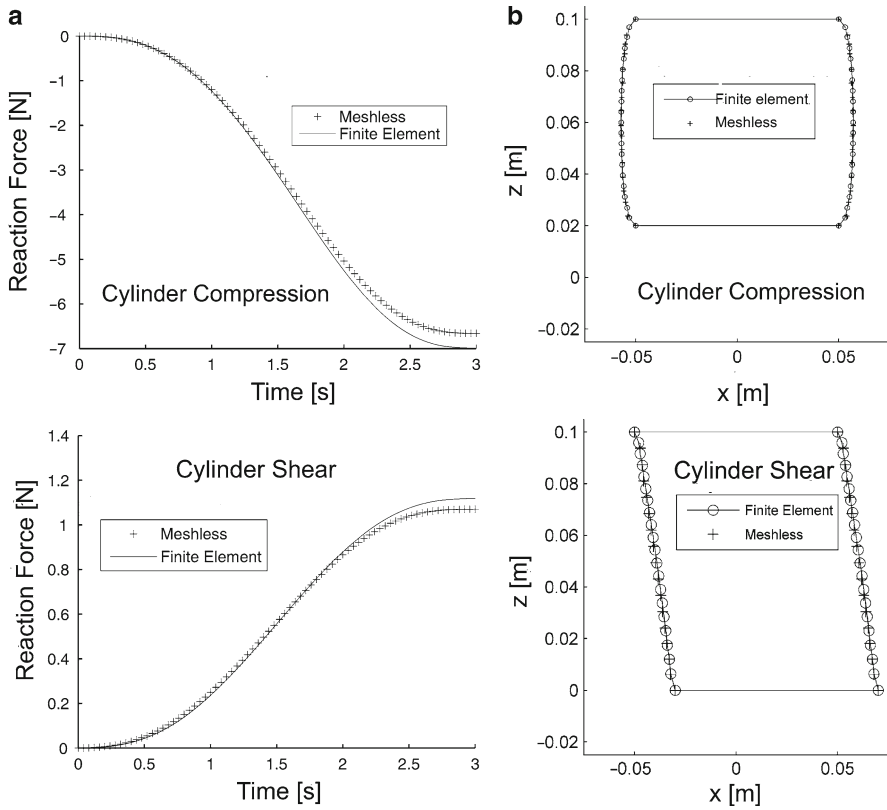 a
Reaction Force [N]
0
−1
−2
−3
−4
−5
−6
−7
Meshless
Finite Element
Cylinder Compression
0 0.5 1 1.5 2 2.5 3
Time [s]
b
z [m]
0.1
0.08
0.06
0.04
0.02
0
−0.02
Finite element
Meshless
Cylinder Compression
−0.05 0 0.05
x [m]
Reaction Force [N]
1.4
1.2
1
0.8
0.6
0.4
0.2
0
Cylinder Shear
Meshless
Finite Element
0 0.5 1 1.5 2 2.5 3
Time [s]
z [m]
0.1
0.08
0.06
0.04
0.02
0
−0.02
Cylinder Shear
Finite Element
Meshless
−0.05 0 0.05
x [m]